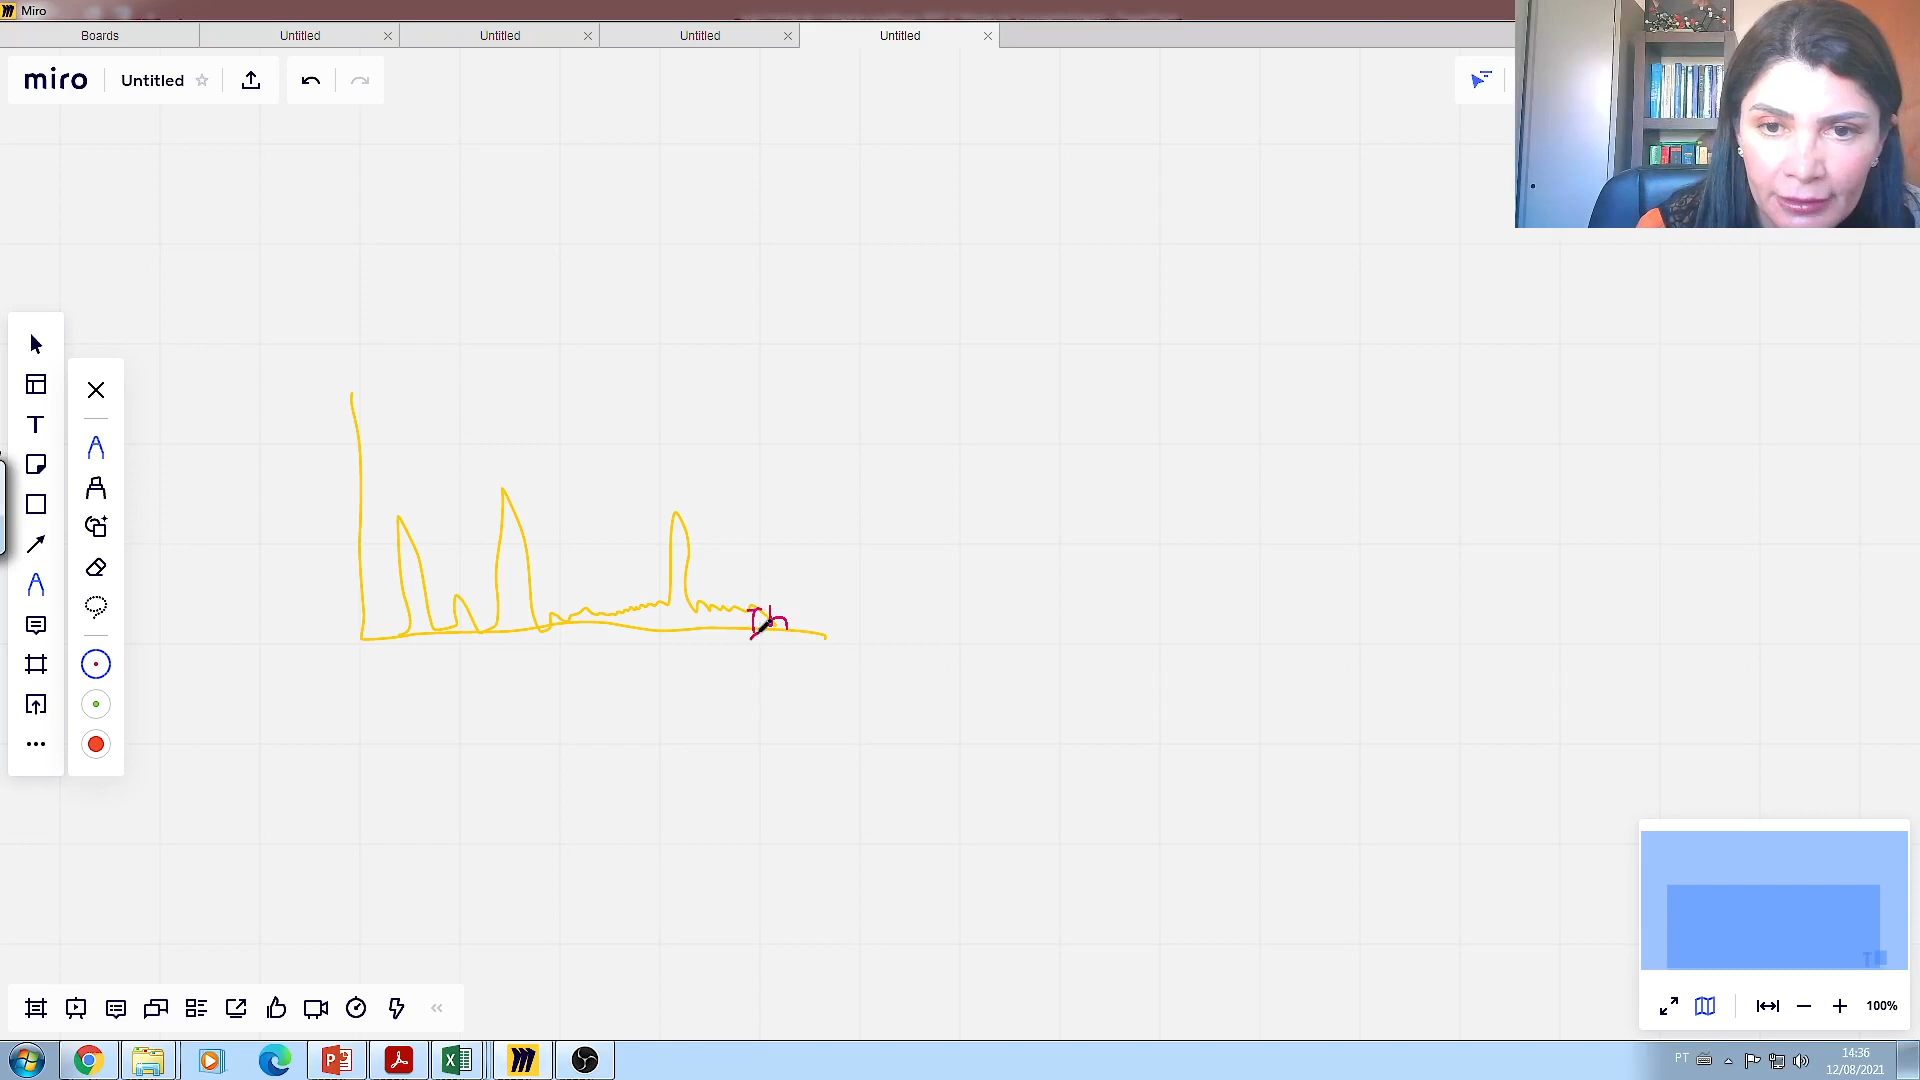 Miro
Boards Untitled Untitled Untitled Untitled
miro Untitled
100%
PT 14:36
12/08/2021